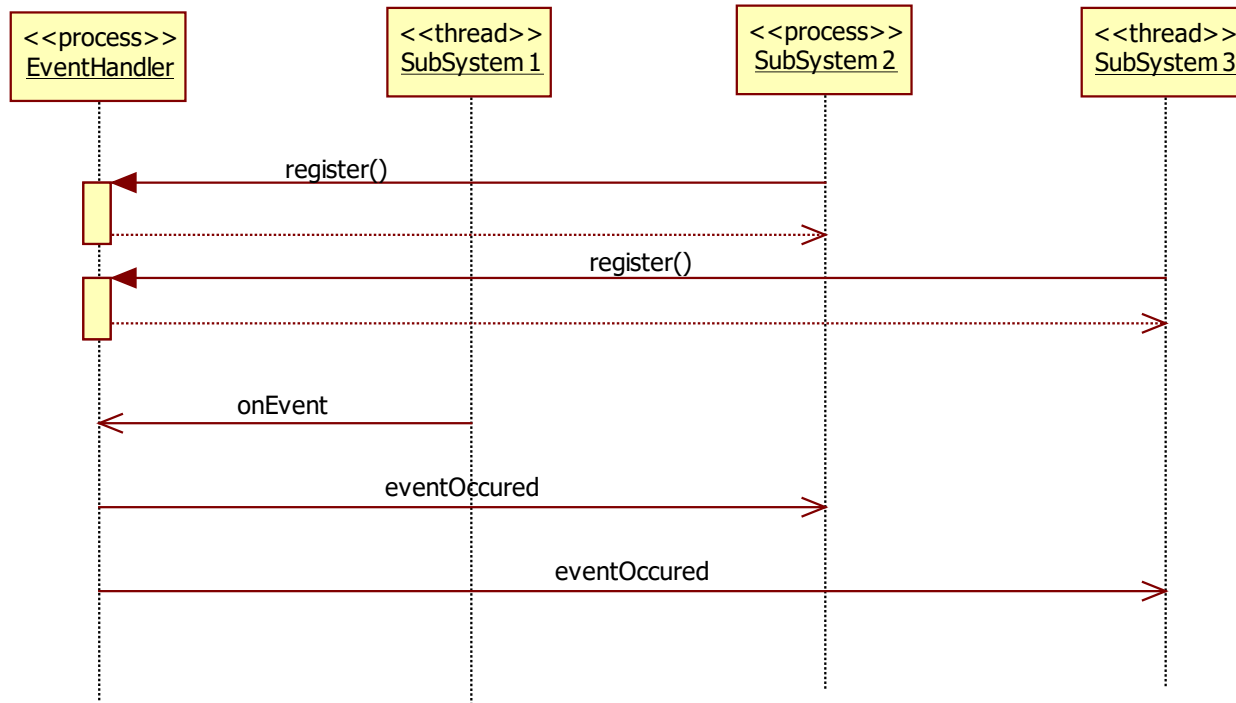 <<process>>
EventHandler
<<thread>>
SubSystem 1
<<process>>
SubSystem 2
<<thread>>
SubSystem 3
register()
register()
onEvent
eventOccured
eventOccured